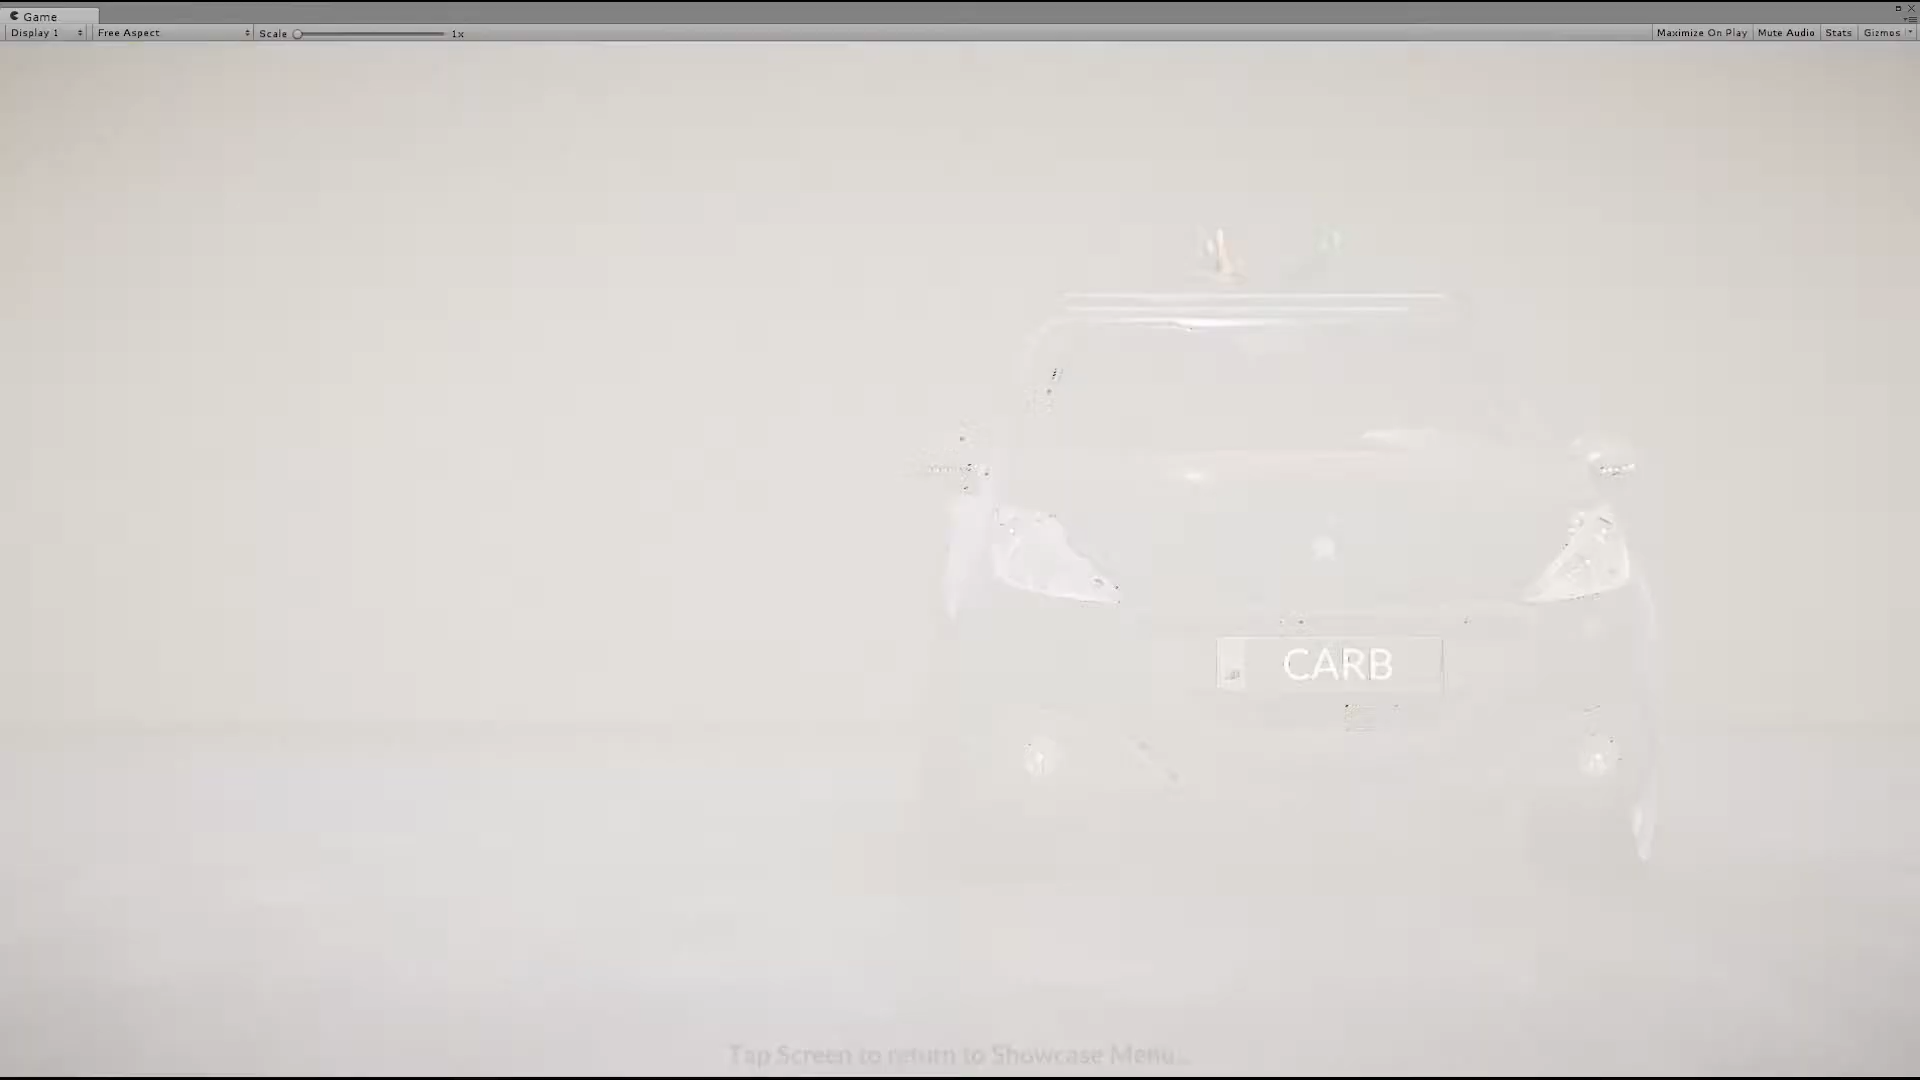 Game
Display 1
Free Aspect
Scale
1x
Maximize On Play
Mute Audio
Stats
Gizmos
CARB
Tap Screen to return to Showcase Menu...